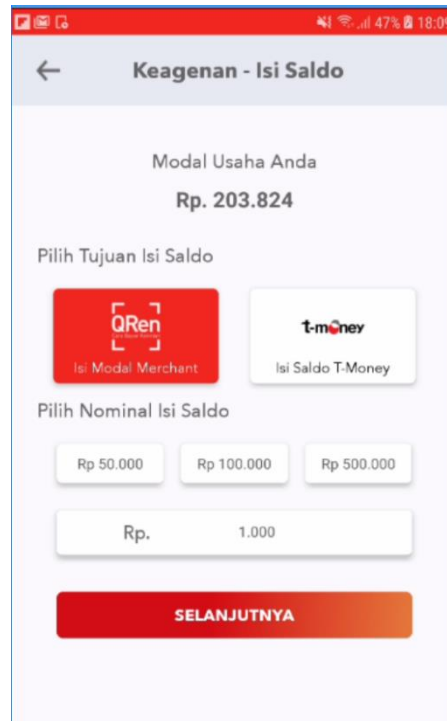 47% 18:09
Keagenan - Isi Saldo
Modal Usaha Anda
Rp. 203.824
Pilih Tujuan Isi Saldo
QRen
Isi Modal Merchant
t-money
Isi Saldo T-Money
Pilih Nominal Isi Saldo
Rp 50.000
Rp 100.000
Rp 500.000
Rp. 1.000
SELANJUTNYA